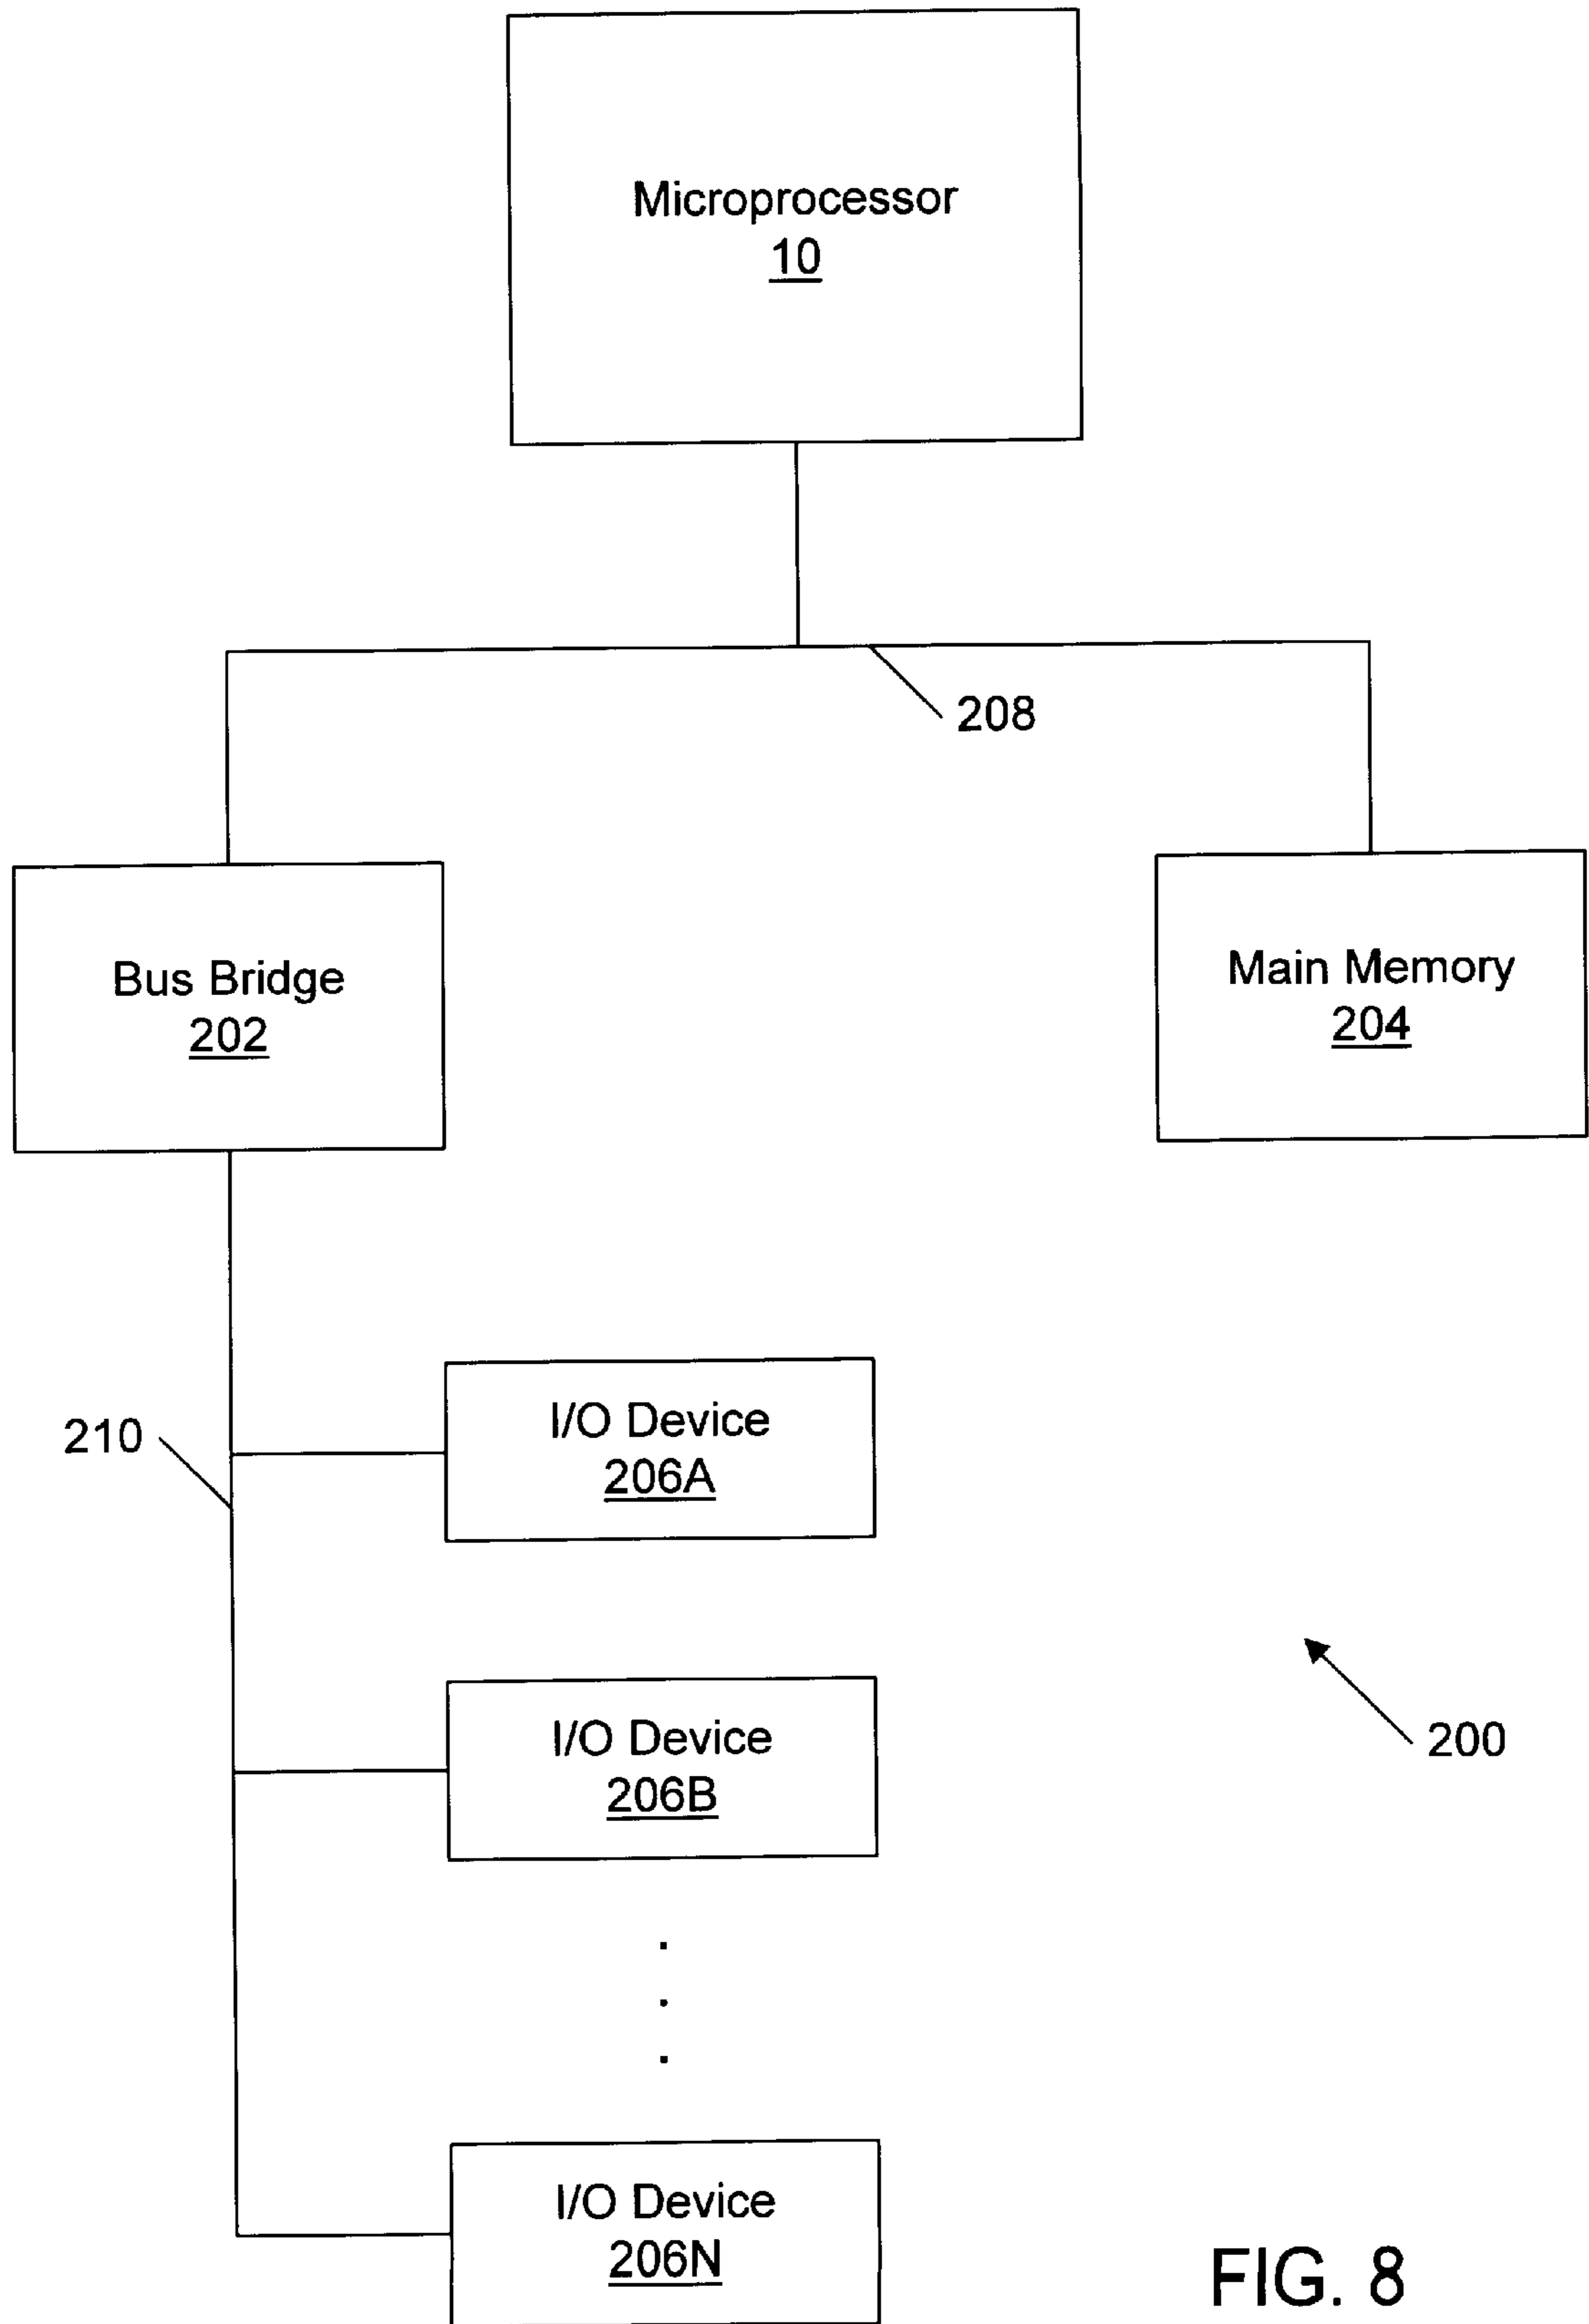 Microprocessor
10
208
Bus Bridge
202
Main Memory
204
I/O Device
206A
210
I/O Device
206B
200
.
.
.
I/O Device
206N
FIG. 8